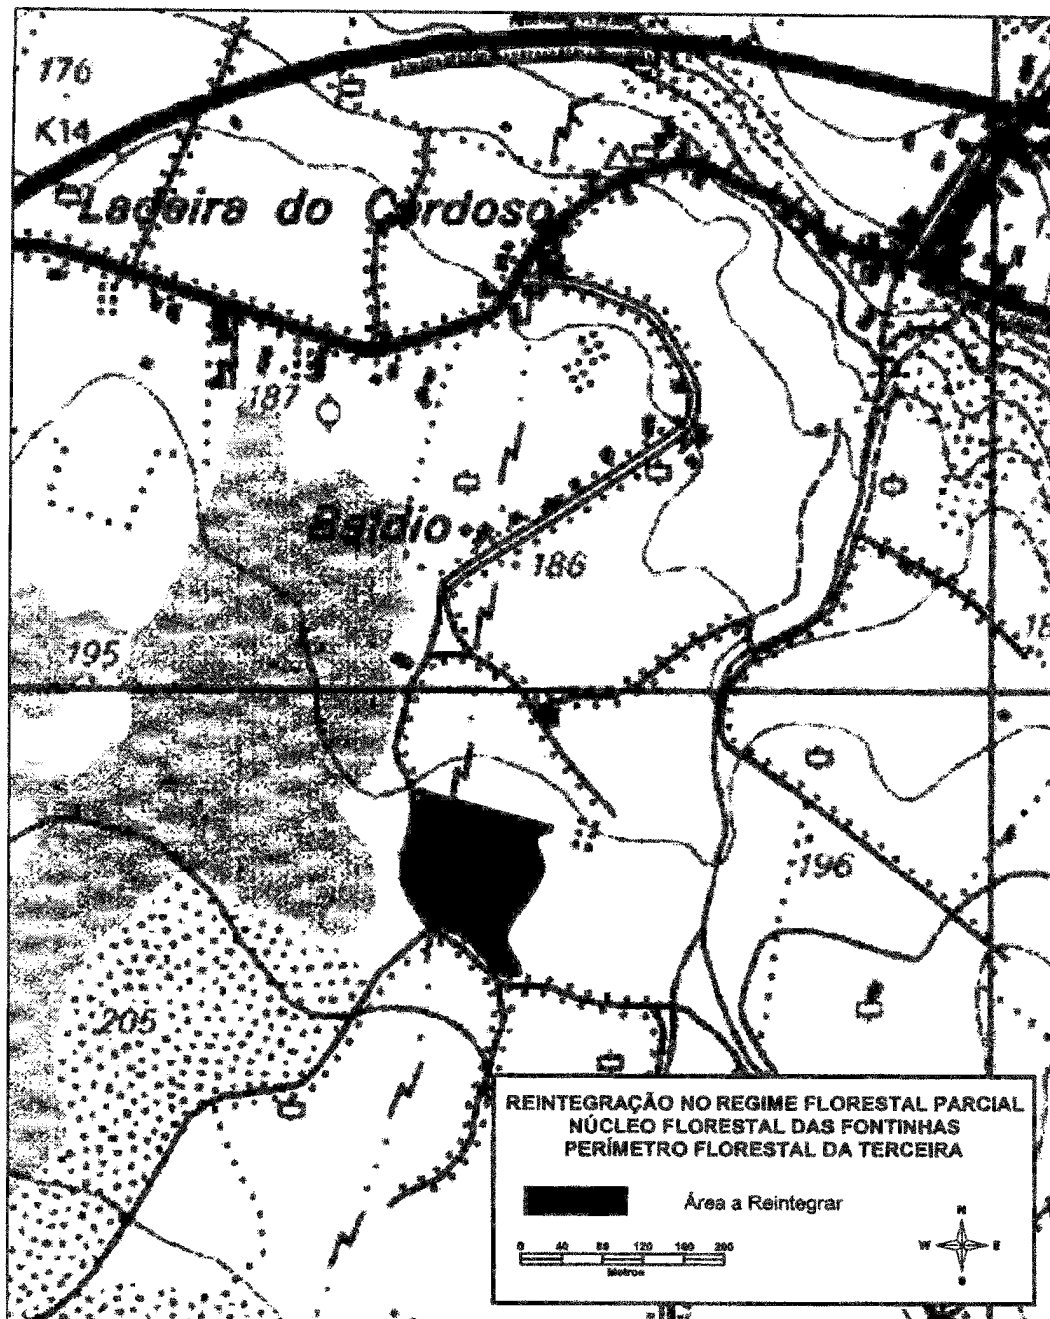 176
K14
Ladeira do Cardoso
187
Baldio
186
195
18
196
205
REINTEGRAÇÃO NO REGIME FLORESTAL PARCIAL
NÚCLEO FLORESTAL DAS FONTINHAS
PERÍMETRO FLORESTAL DA TERCEIRA
Área a Reintegrar
0 40 80 120 160 200
Metros
N
W E
S